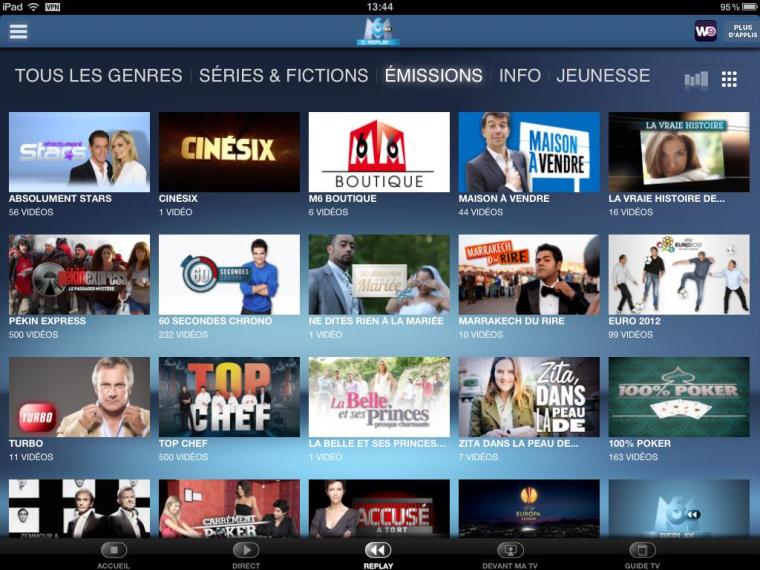 iPad VPN 13:44 95 %
M6 REPLAY W9 PLUS D'APPLIS
TOUS LES GENRES SÉRIES & FICTIONS ÉMISSIONS INFO JEUNESSE
absolument Stars
CINÉSIX
M6 BOUTIQUE
MAISON À VENDRE
LA VRAIE HISTOIRE
ABSOLUMENT STARS CINÉSIX M6 BOUTIQUE MAISON À VENDRE LA VRAIE HISTOIRE DE...
56 VIDÉOS 1 VIDÉO 6 VIDÉOS 44 VIDÉOS 16 VIDÉOS
pékin express
LE PASSAGER MYSTÈRE
60 SECONDES CHRONO
Ne dites rien à la Mariée
MARRAKECH DU RIRE
EURO2012
PÉKIN EXPRESS 60 SECONDES CHRONO NE DITES RIEN À LA MARIÉE MARRAKECH DU RIRE EURO 2012
500 VIDÉOS 232 VIDÉOS 1 VIDÉO 10 VIDÉOS 99 VIDÉOS
TURBO
TOP CHEF
La Belle et ses princes presque charmants
Zita, DANS LA PEAU DE
100% POKER
TURBO TOP CHEF LA BELLE ET SES PRINCES... ZITA DANS LA PEAU DE... 100% POKER
11 VIDÉOS 500 VIDÉOS 1 VIDÉO 7 VIDÉOS 163 VIDÉOS
ZEMMOUR &
CARRÉMENT POKER
ACCUSÉ À TORT
EUROPA LEAGUE
M6 REPLAY
ACCUEIL DIRECT REPLAY DEVANT MA TV GUIDE TV